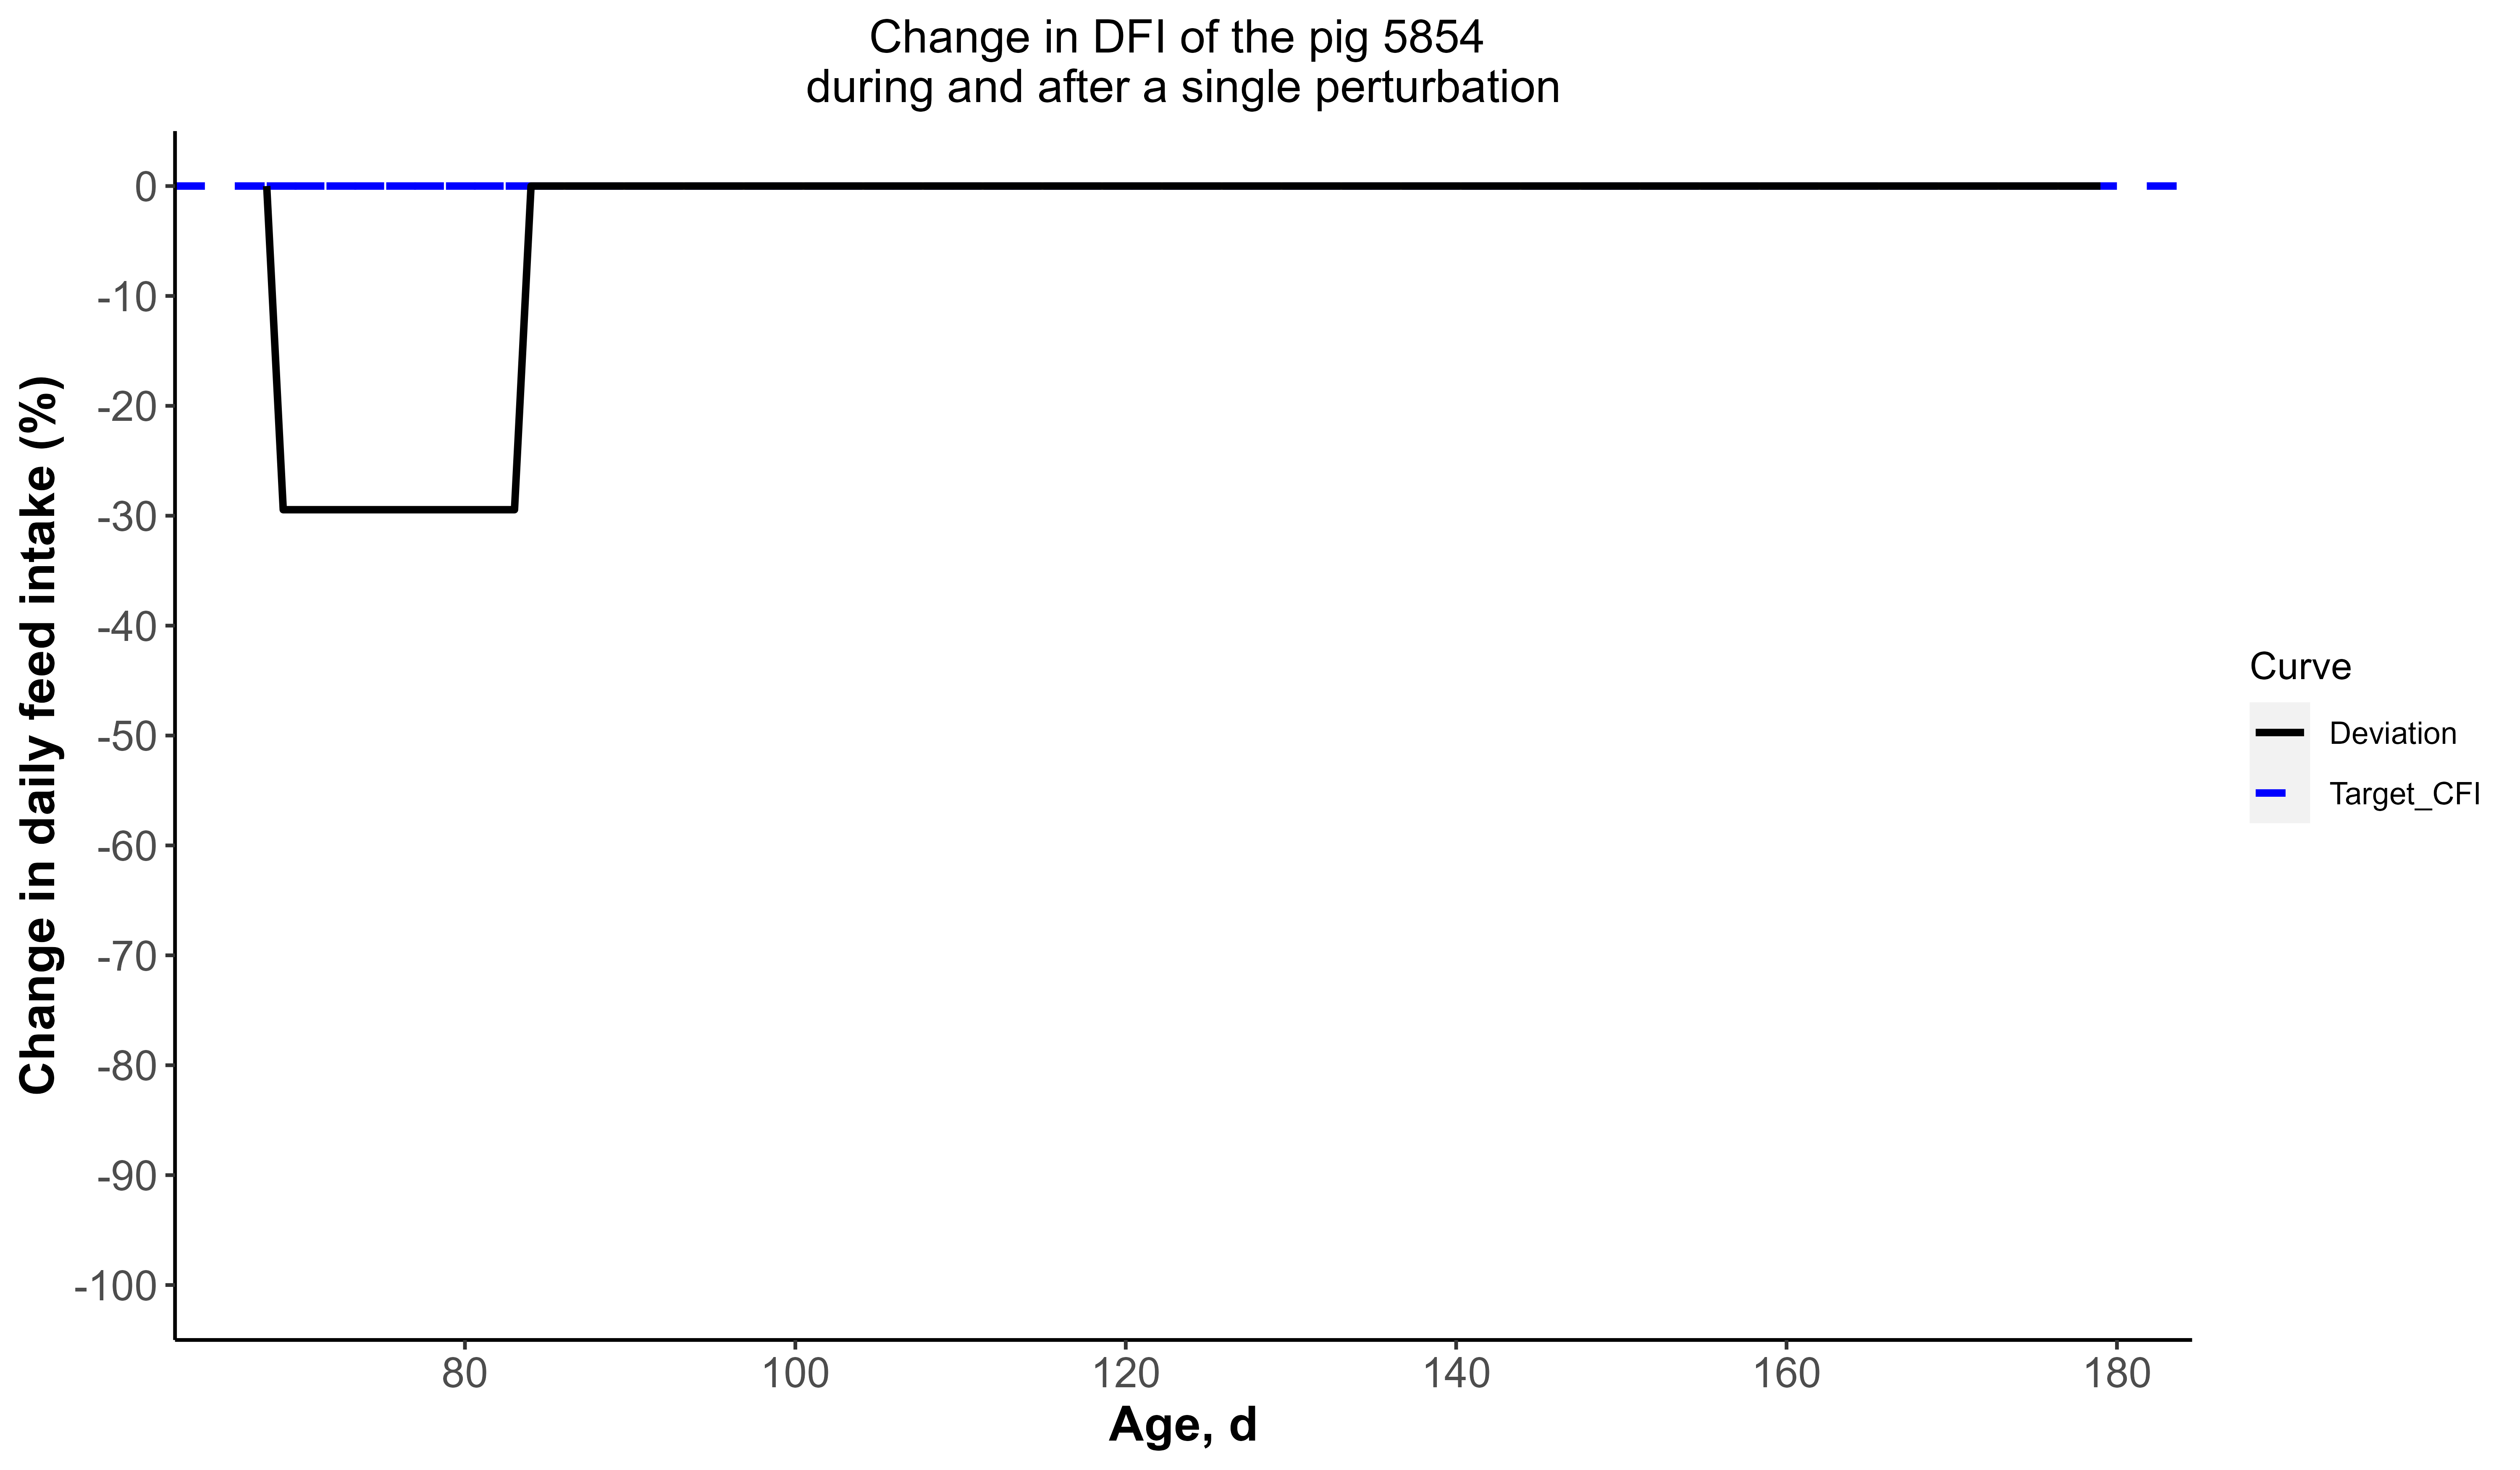 Change in DFI of the pig 5854
during and after a single perturbation
Change in daily feed intake (%)
0
-10
-20
-30
-40
-50
-60
-70
-80
-90
-100
80
100
120
140
160
180
Age, d
Curve
Deviation
Target_CFI